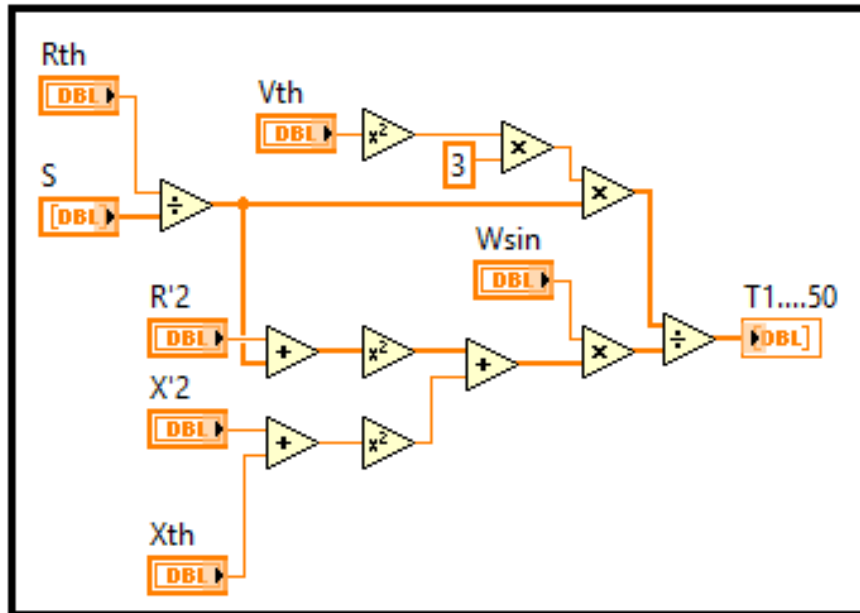 Rth
DBL
Vth
DBL
x²
3
×
S
[DBL]
÷
×
Wsin
DBL
T1....50
[DBL]
R'2
DBL
+
x²
+
×
÷
X'2
DBL
+
x²
Xth
DBL